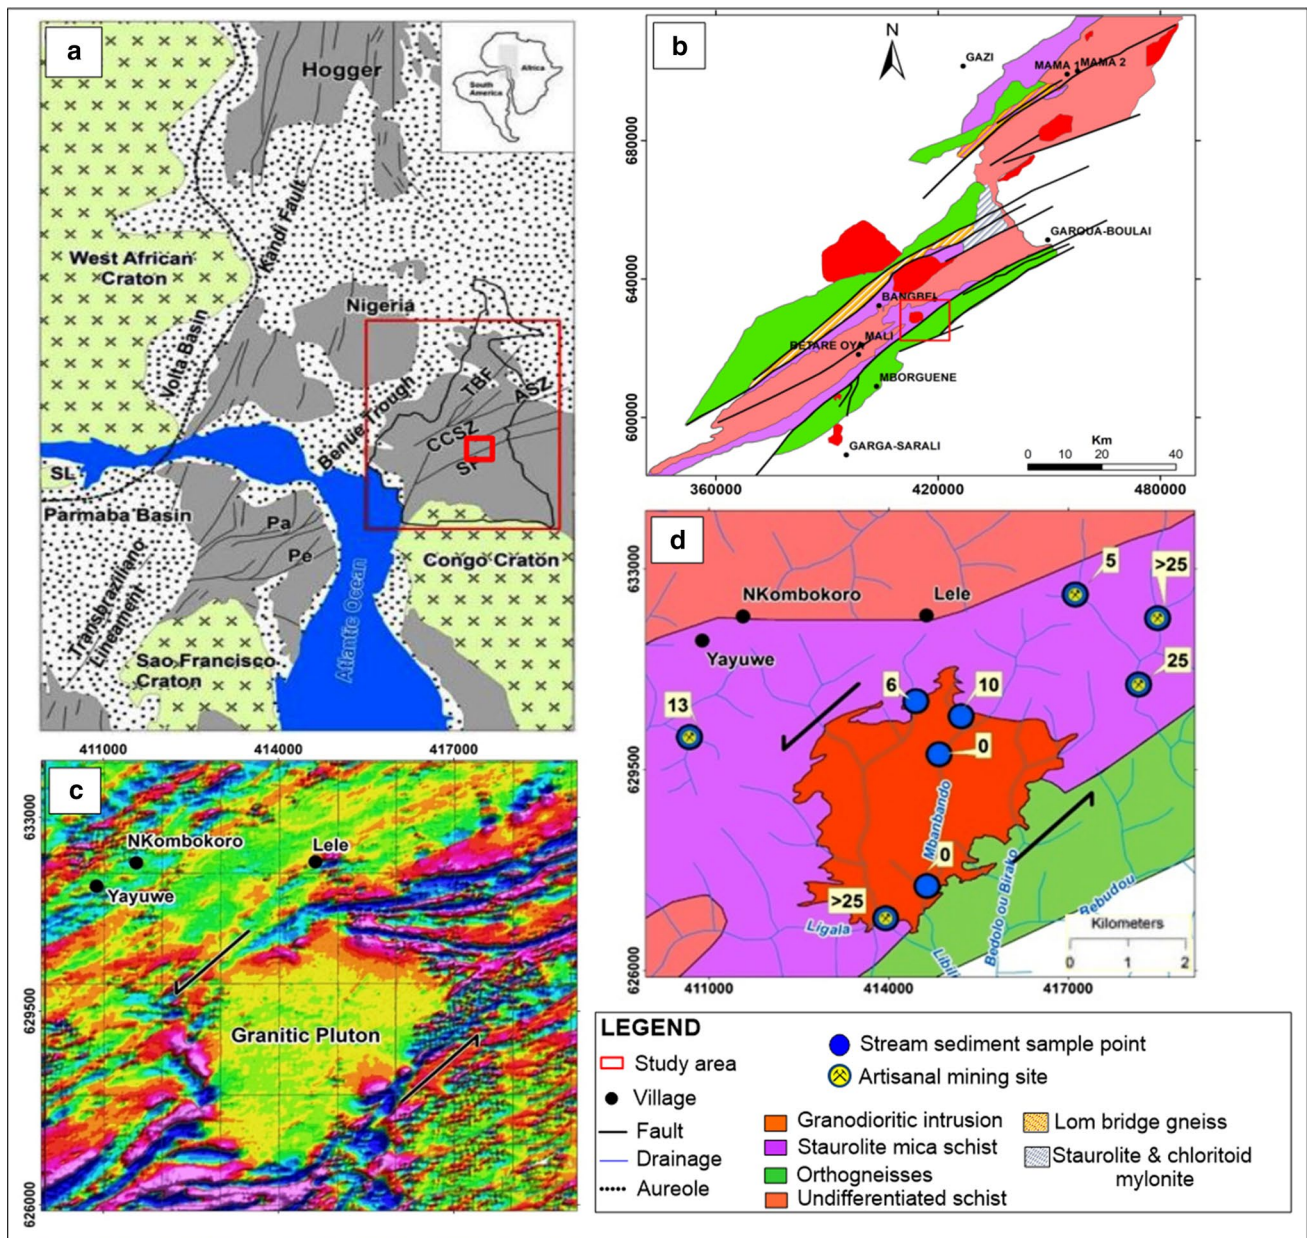 a
Hogger
South
America
Africa
Kandi Fault
West African
Craton
Nigeria
Volta Basin
Benue Trough
TBF
ASZ
CCSZ
SF
SL
Parmaba Basin
Pa
Pe
Congo Craton
Transbraziliano
Lineament
Atlantic Ocean
Sao Francisco
Craton
b
N
GAZI
MAMA 1
MAMA 2
GAROUA-BOULAI
BANGBEL
MALI
BETARE OYA
MBORGUENE
GARGA-SARALI
Km
0 10 20 40
680000
640000
600000
360000 420000 480000
411000 414000 417000
c
NKombokoro
Lele
Yayuwe
Granitic Pluton
633000
629500
626000
d
5
>25
NKombokoro
Lele
Yayuwe
25
6
10
13
0
Mbanbando
0
>25
Ligala
Libili
Bedolo ou Birako
Bebudou
Kilometers
0 1 2
633000
629500
626000
411000 414000 417000
LEGEND
Study area
Village
Fault
Drainage
Aureole
Stream sediment sample point
Artisanal mining site
Granodioritic intrusion
Staurolite mica schist
Orthogneisses
Undifferentiated schist
Lom bridge gneiss
Staurolite & chloritoid
mylonite